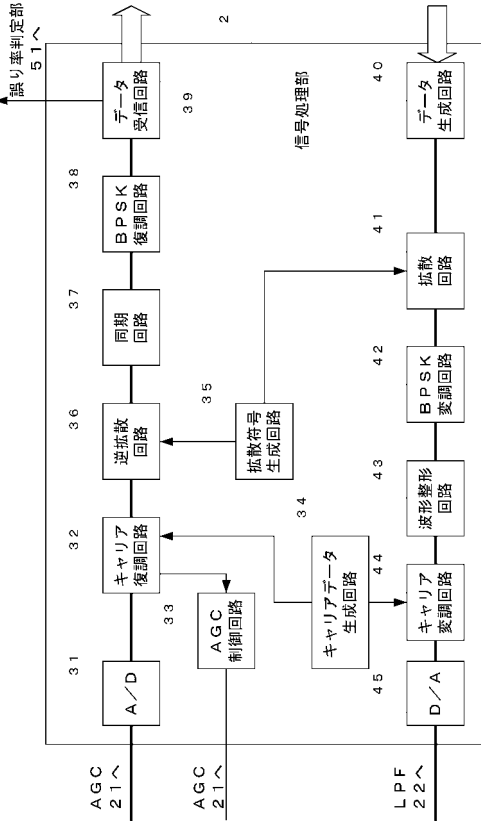 誤り率判定部
51へ
2
信号処理部
AGC
21へ
A/D
31
キャリア
復調回路
32
逆拡散
回路
36
同期
回路
37
BPSK
復調回路
38
データ
受信回路
39
AGC
21へ
AGC
制御回路
33
キャリアデータ
生成回路
34
拡散符号
生成回路
35
LPF
22へ
D/A
45
キャリア
変調回路
44
波形整形
回路
43
BPSK
変調回路
42
拡散
回路
41
データ
生成回路
40